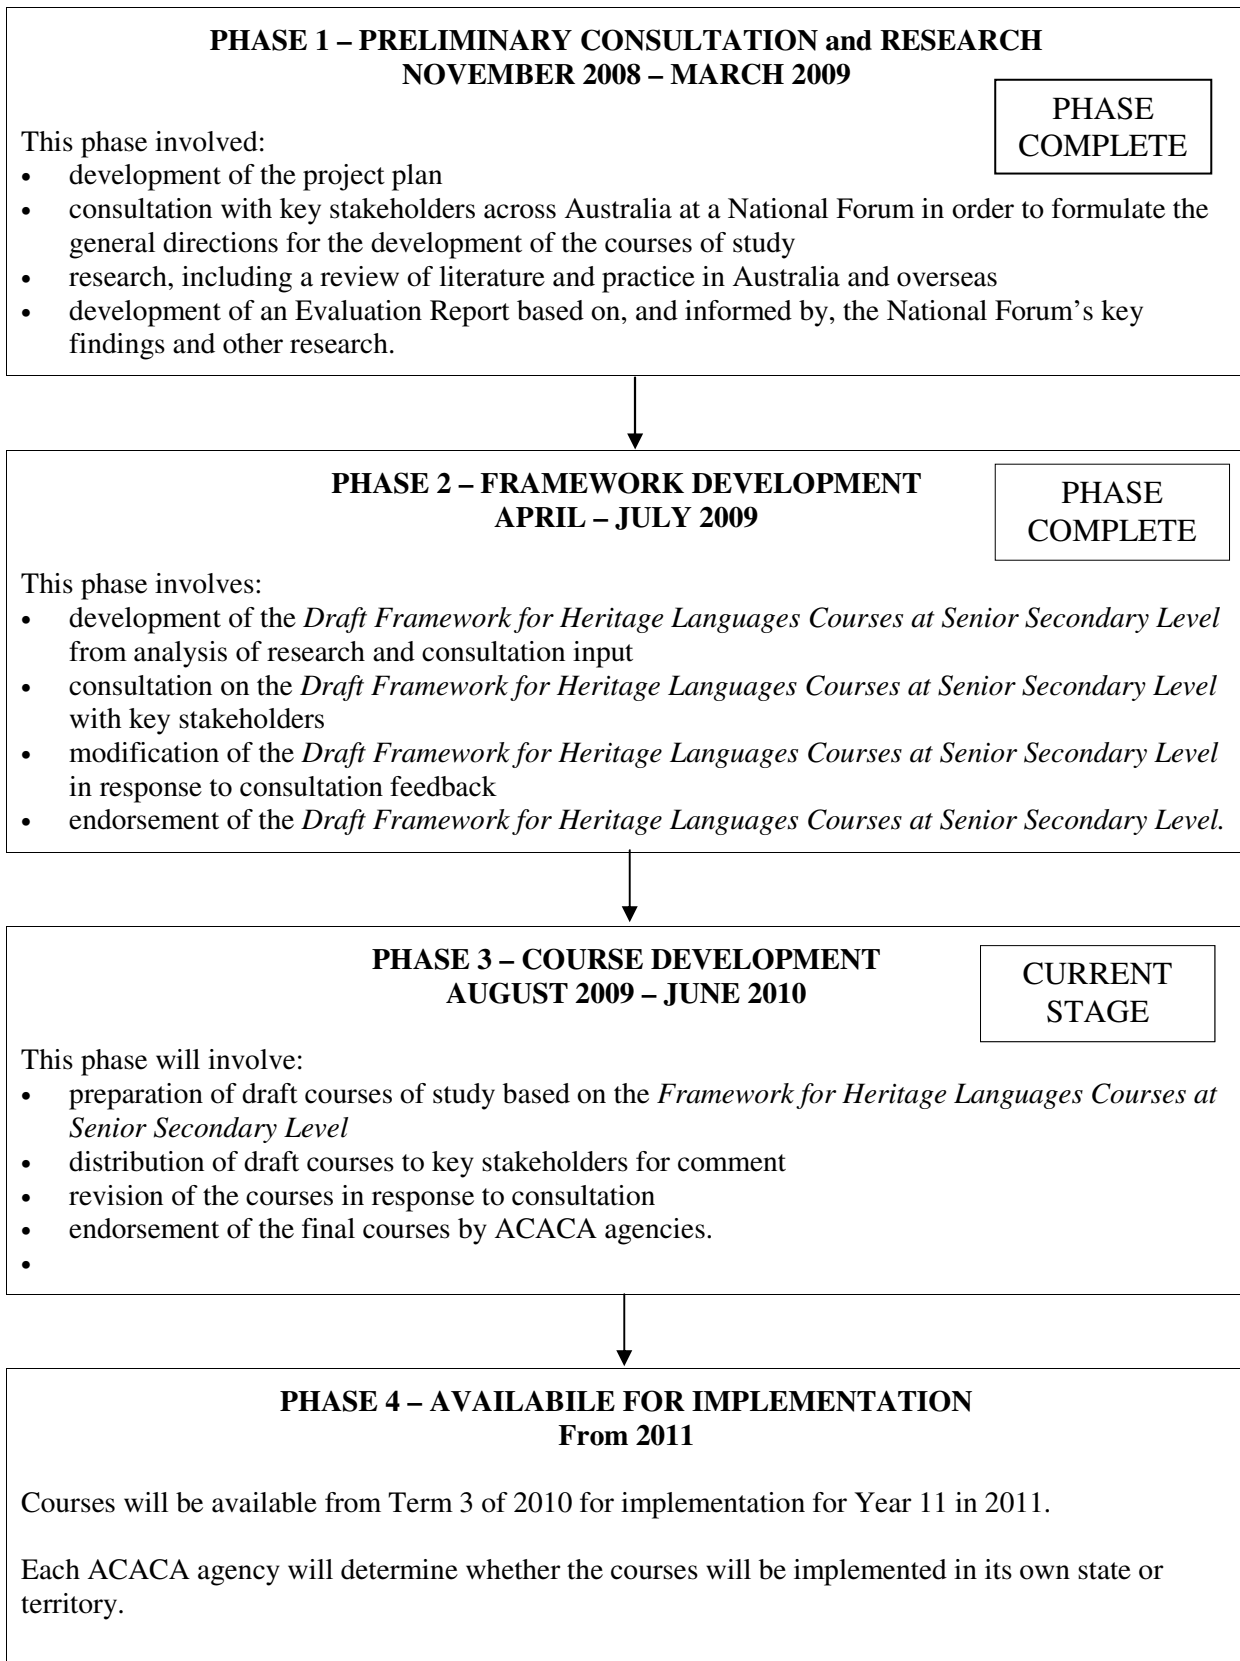 PHASE 1 – PRELIMINARY CONSULTATION and RESEARCH
NOVEMBER 2008 – MARCH 2009
PHASE
COMPLETE
This phase involved:
• development of the project plan
• consultation with key stakeholders across Australia at a National Forum in order to formulate the
general directions for the development of the courses of study
• research, including a review of literature and practice in Australia and overseas
• development of an Evaluation Report based on, and informed by, the National Forum’s key
findings and other research.
PHASE 2 – FRAMEWORK DEVELOPMENT
APRIL – JULY 2009
PHASE
COMPLETE
This phase involves:
• development of the Draft Framework for Heritage Languages Courses at Senior Secondary Level
from analysis of research and consultation input
• consultation on the Draft Framework for Heritage Languages Courses at Senior Secondary Level
with key stakeholders
• modification of the Draft Framework for Heritage Languages Courses at Senior Secondary Level
in response to consultation feedback
• endorsement of the Draft Framework for Heritage Languages Courses at Senior Secondary Level.
PHASE 3 – COURSE DEVELOPMENT
AUGUST 2009 – JUNE 2010
CURRENT
STAGE
This phase will involve:
• preparation of draft courses of study based on the Framework for Heritage Languages Courses at
Senior Secondary Level
• distribution of draft courses to key stakeholders for comment
• revision of the courses in response to consultation
• endorsement of the final courses by ACACA agencies.
•
PHASE 4 – AVAILABILE FOR IMPLEMENTATION
From 2011
Courses will be available from Term 3 of 2010 for implementation for Year 11 in 2011.
Each ACACA agency will determine whether the courses will be implemented in its own state or
territory.